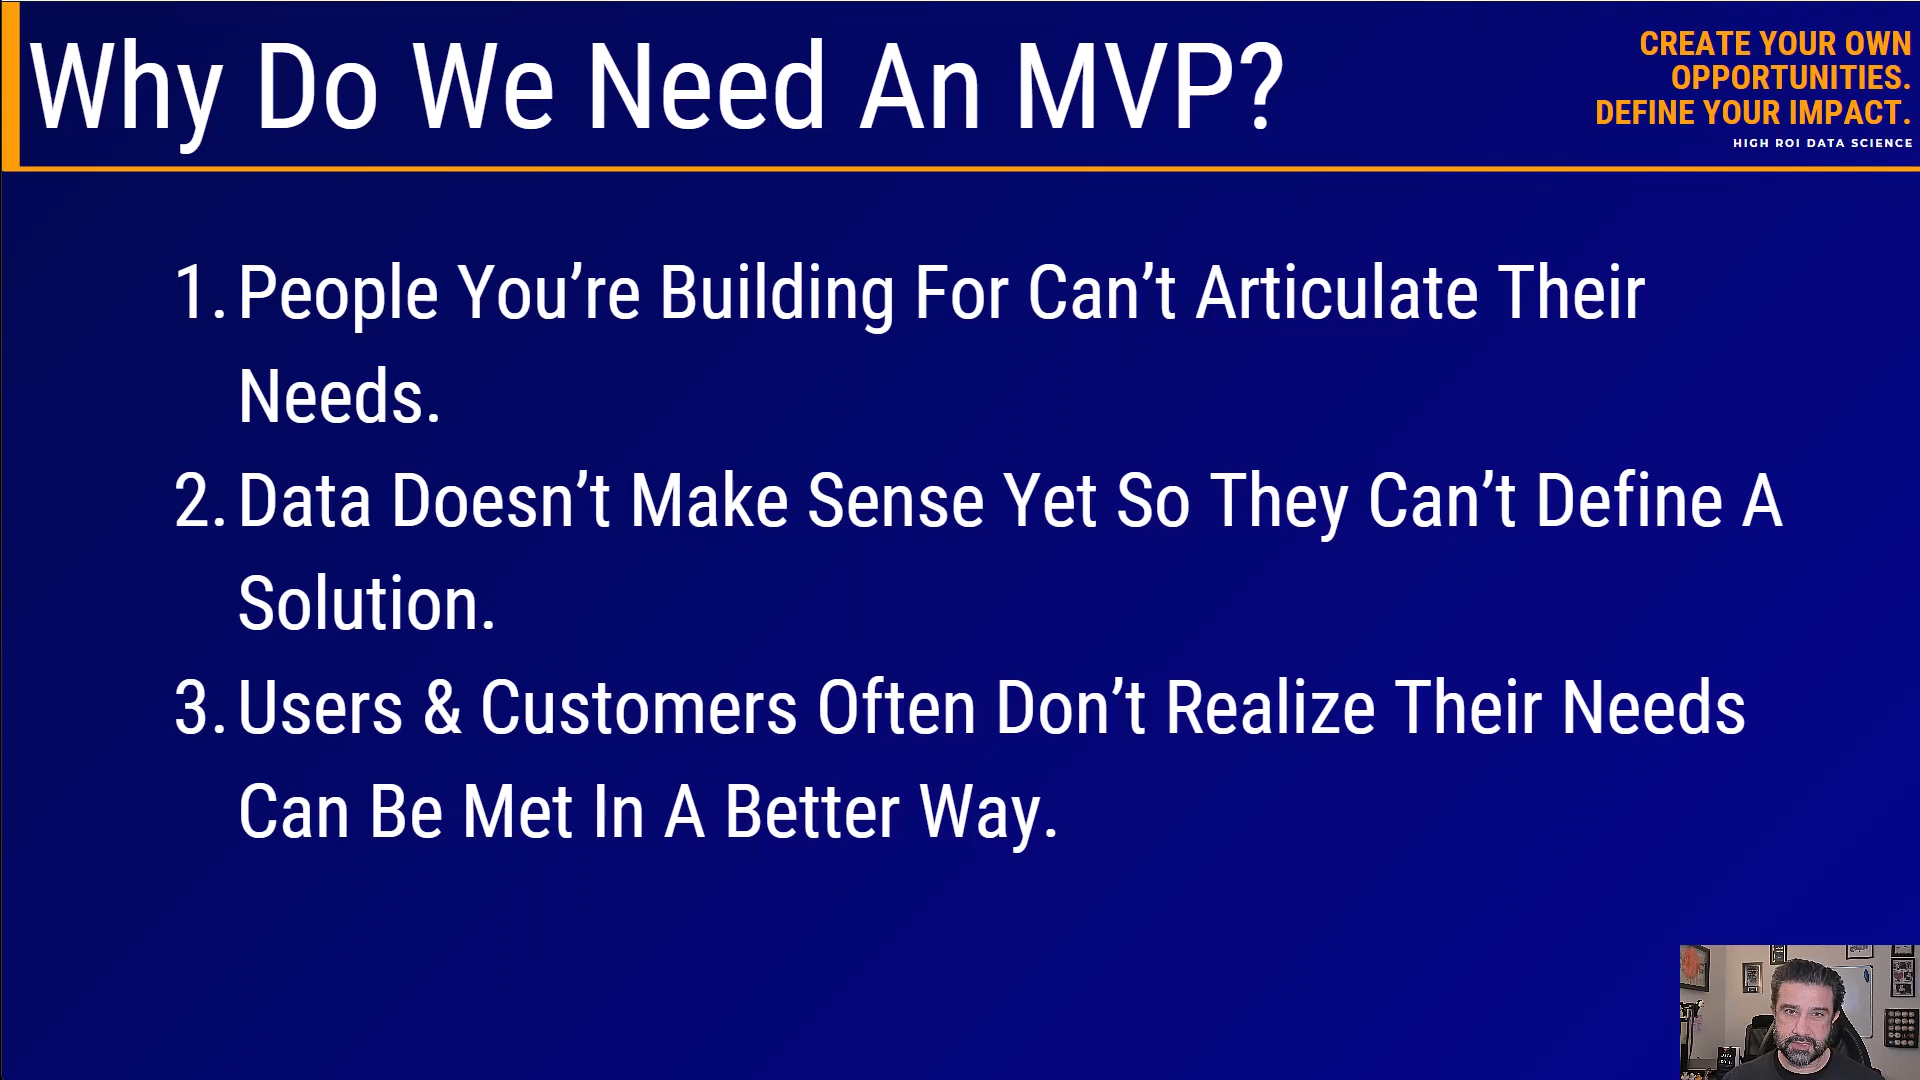 Why Do We Need An MVP?
CREATE YOUR OWN
OPPORTUNITIES.
DEFINE YOUR IMPACT.
HIGH ROI DATA SCIENCE
1. People You’re Building For Can’t Articulate Their
Needs.
2. Data Doesn’t Make Sense Yet So They Can’t Define A
Solution.
3. Users & Customers Often Don’t Realize Their Needs
Can Be Met In A Better Way.